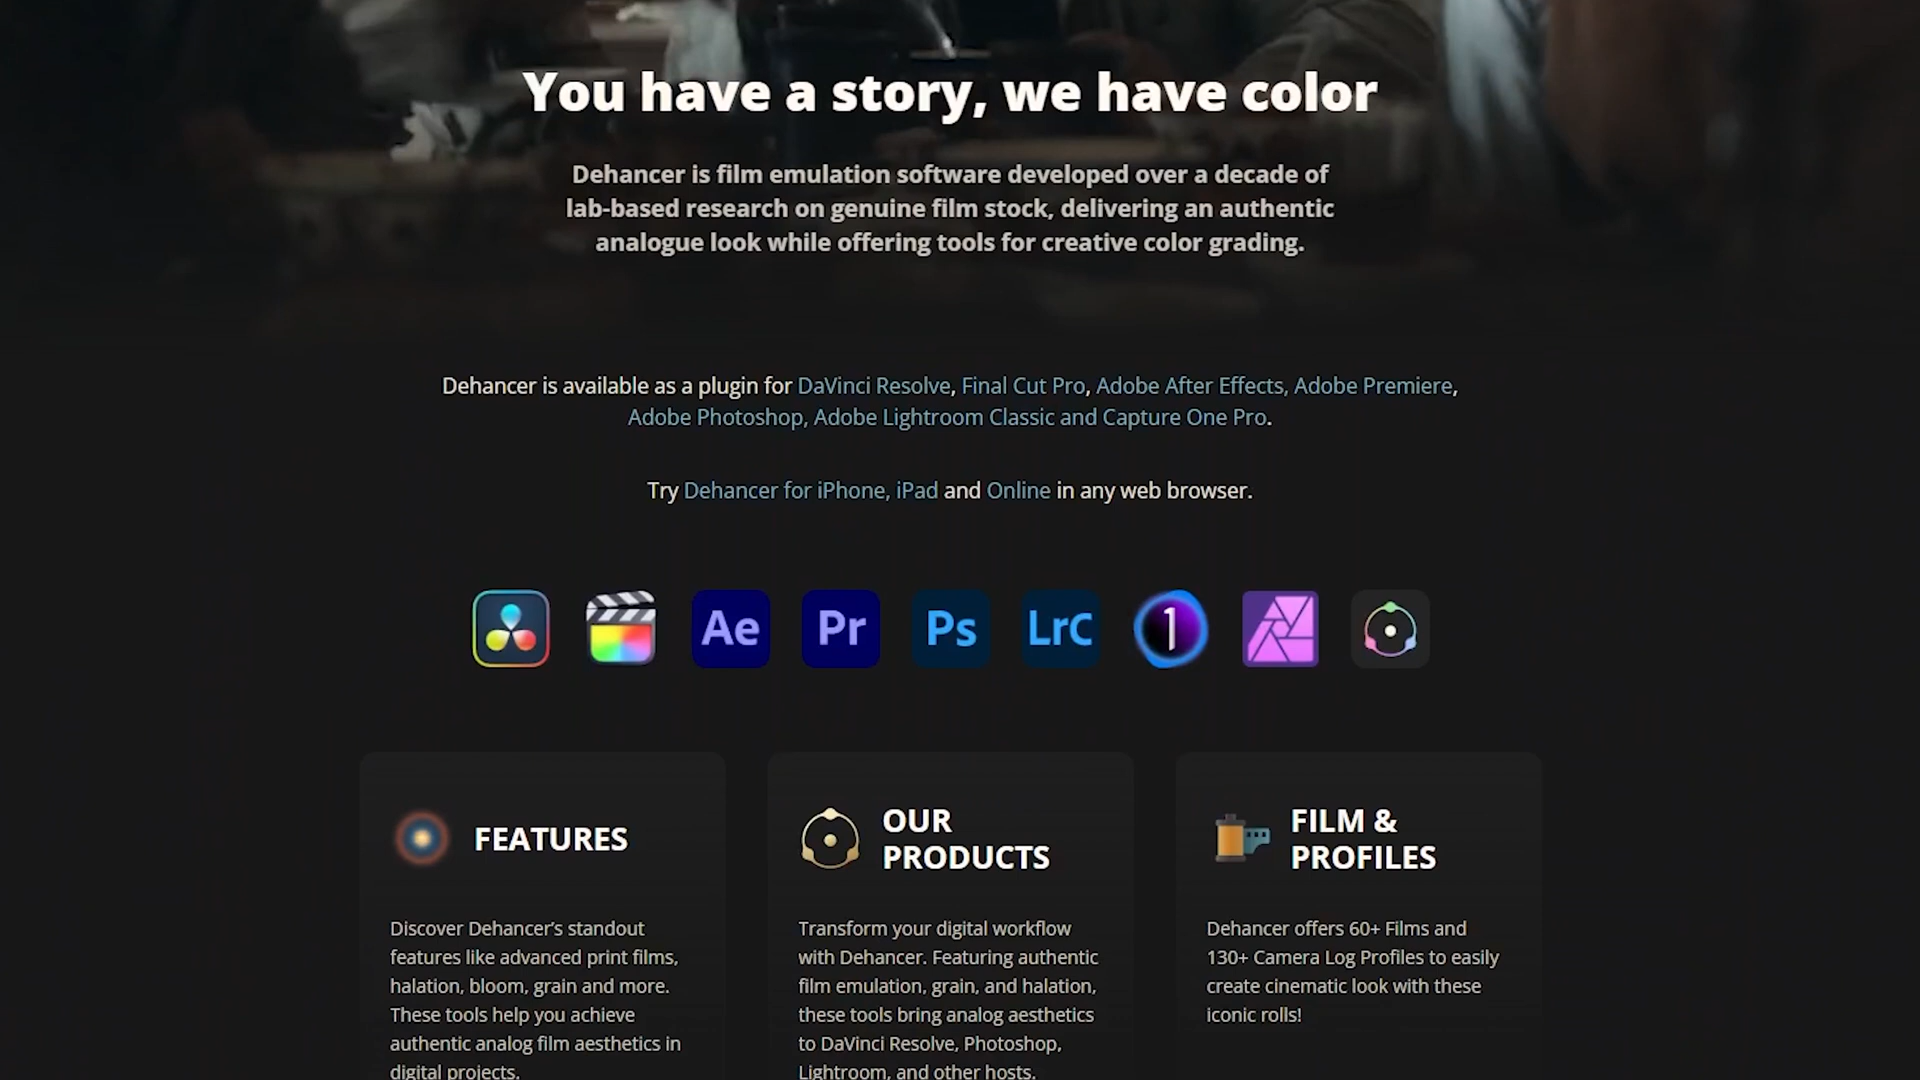 You have a story, we have color
Dehancer is film emulation software developed over a decade of
lab-based research on genuine film stock, delivering an authentic
analogue look while offering tools for creative color grading.
Dehancer is available as a plugin for DaVinci Resolve, Final Cut Pro, Adobe After Effects, Adobe Premiere,
Adobe Photoshop, Adobe Lightroom Classic and Capture One Pro.
Try Dehancer for iPhone, iPad and Online in any web browser.
Ae Pr Ps LrC 1
FEATURES
Discover Dehancer's standout
features like advanced print films,
halation, bloom, grain and more.
These tools help you achieve
authentic analog film aesthetics in
digital projects.
OUR
PRODUCTS
Transform your digital workflow
with Dehancer. Featuring authentic
film emulation, grain, and halation,
these tools bring analog aesthetics
to DaVinci Resolve, Photoshop,
Lightroom, and other hosts.
FILM &
PROFILES
Dehancer offers 60+ Films and
130+ Camera Log Profiles to easily
create cinematic look with these
iconic rolls!